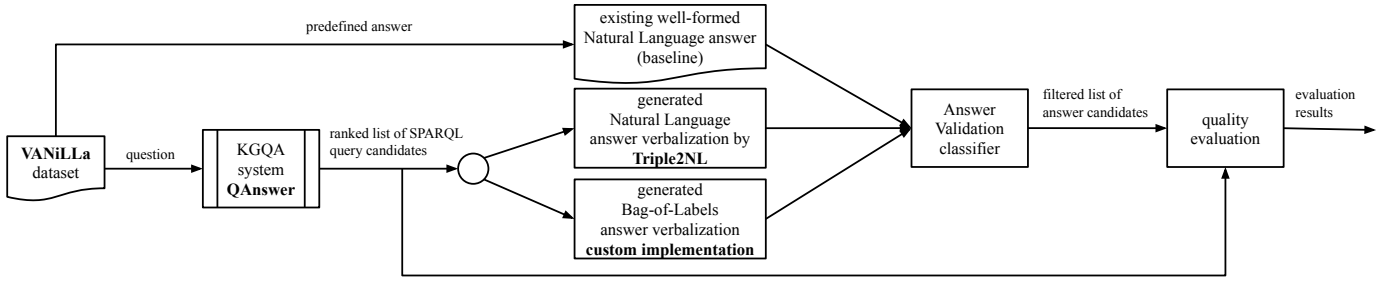 predefined answer
existing well-formed
Natural Language answer
(baseline)
VANiLLa
dataset
question
KGQA
system
QAnswer
ranked list of SPARQL
query candidates
generated
Natural Language
answer verbalization by
Triple2NL
generated
Bag-of-Labels
answer verbalization
custom implementation
Answer
Validation
classifier
filtered list of
answer candidates
quality
evaluation
evaluation
results